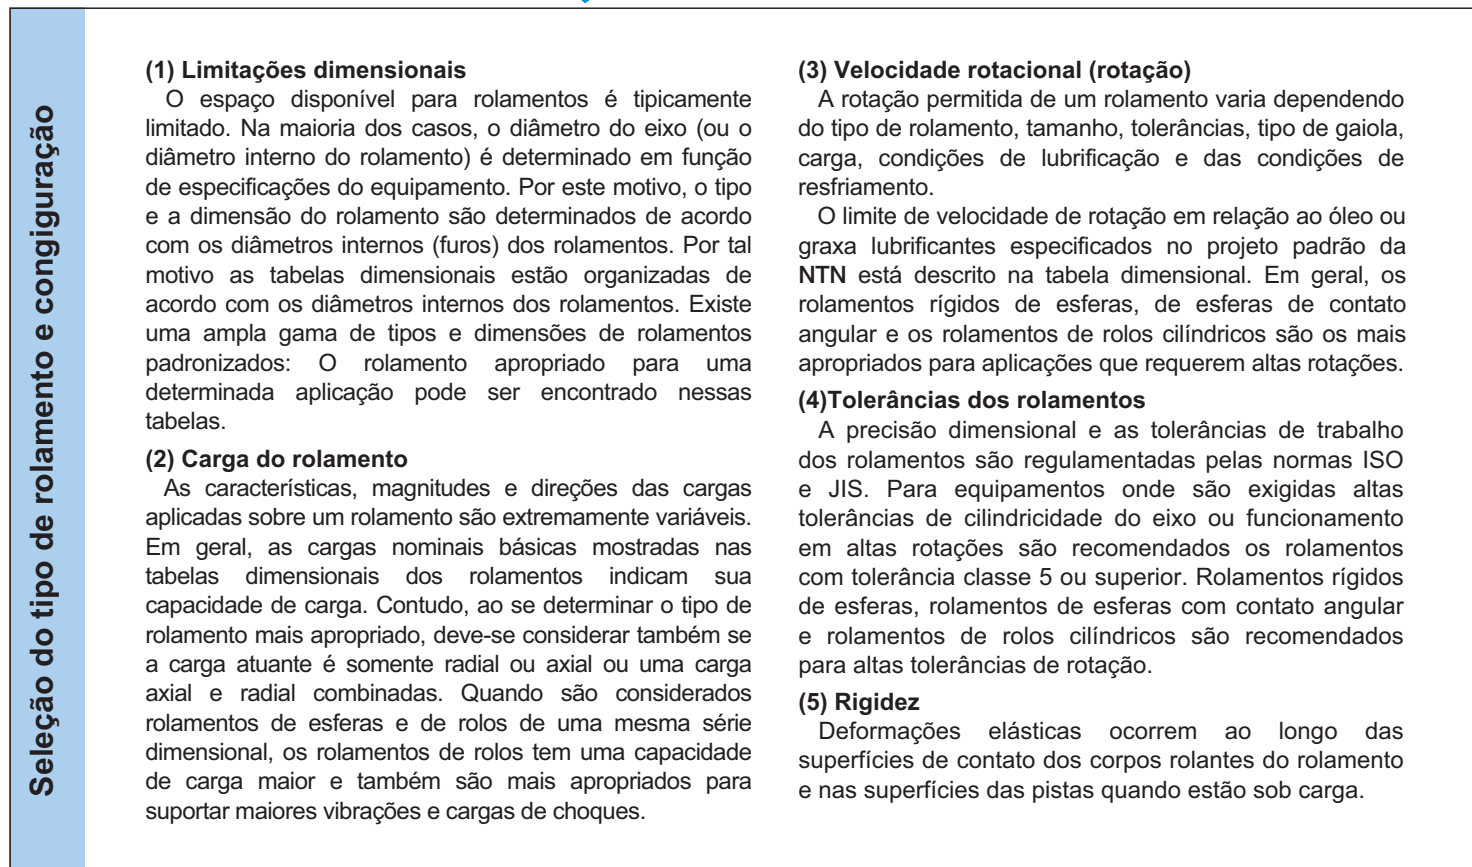 Seleção do tipo de rolamento e congiguração
(1) Limitações dimensionais
O espaço disponível para rolamentos é tipicamente
limitado. Na maioria dos casos, o diâmetro do eixo (ou o
diâmetro interno do rolamento) é determinado em função
de especificações do equipamento. Por este motivo, o tipo
e a dimensão do rolamento são determinados de acordo
com os diâmetros internos (furos) dos rolamentos. Por tal
motivo as tabelas dimensionais estão organizadas de
acordo com os diâmetros internos dos rolamentos. Existe
uma ampla gama de tipos e dimensões de rolamentos
padronizados: O rolamento apropriado para uma
determinada aplicação pode ser encontrado nessas
tabelas.
(2) Carga do rolamento
As características, magnitudes e direções das cargas
aplicadas sobre um rolamento são extremamente variáveis.
Em geral, as cargas nominais básicas mostradas nas
tabelas dimensionais dos rolamentos indicam sua
capacidade de carga. Contudo, ao se determinar o tipo de
rolamento mais apropriado, deve-se considerar também se
a carga atuante é somente radial ou axial ou uma carga
axial e radial combinadas. Quando são considerados
rolamentos de esferas e de rolos de uma mesma série
dimensional, os rolamentos de rolos tem uma capacidade
de carga maior e também são mais apropriados para
suportar maiores vibrações e cargas de choques.
(3) Velocidade rotacional (rotação)
A rotação permitida de um rolamento varia dependendo
do tipo de rolamento, tamanho, tolerâncias, tipo de gaiola,
carga, condições de lubrificação e das condições de
resfriamento.
O limite de velocidade de rotação em relação ao óleo ou
graxa lubrificantes especificados no projeto padrão da
NTN está descrito na tabela dimensional. Em geral, os
rolamentos rígidos de esferas, de esferas de contato
angular e os rolamentos de rolos cilíndricos são os mais
apropriados para aplicações que requerem altas rotações.
(4)Tolerâncias dos rolamentos
A precisão dimensional e as tolerâncias de trabalho
dos rolamentos são regulamentadas pelas normas ISO
e JIS. Para equipamentos onde são exigidas altas
tolerâncias de cilindricidade do eixo ou funcionamento
em altas rotações são recomendados os rolamentos
com tolerância classe 5 ou superior. Rolamentos rígidos
de esferas, rolamentos de esferas com contato angular
e rolamentos de rolos cilíndricos são recomendados
para altas tolerâncias de rotação.
(5) Rigidez
Deformações elásticas ocorrem ao longo das
superfícies de contato dos corpos rolantes do rolamento
e nas superfícies das pistas quando estão sob carga.